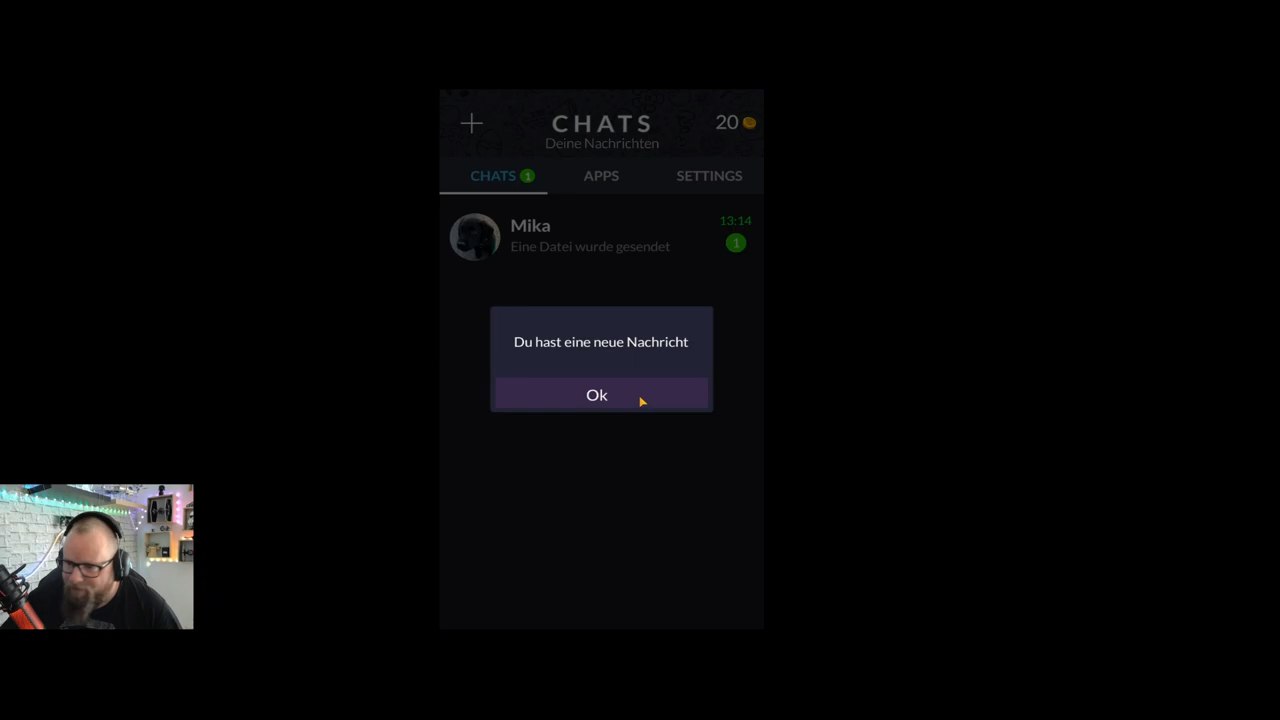 CHATS
20
Deine Nachrichten
CHATS 1
APPS
SETTINGS
Mika
13:14
Eine Datei wurde gesendet
1
Du hast eine neue Nachricht
Ok